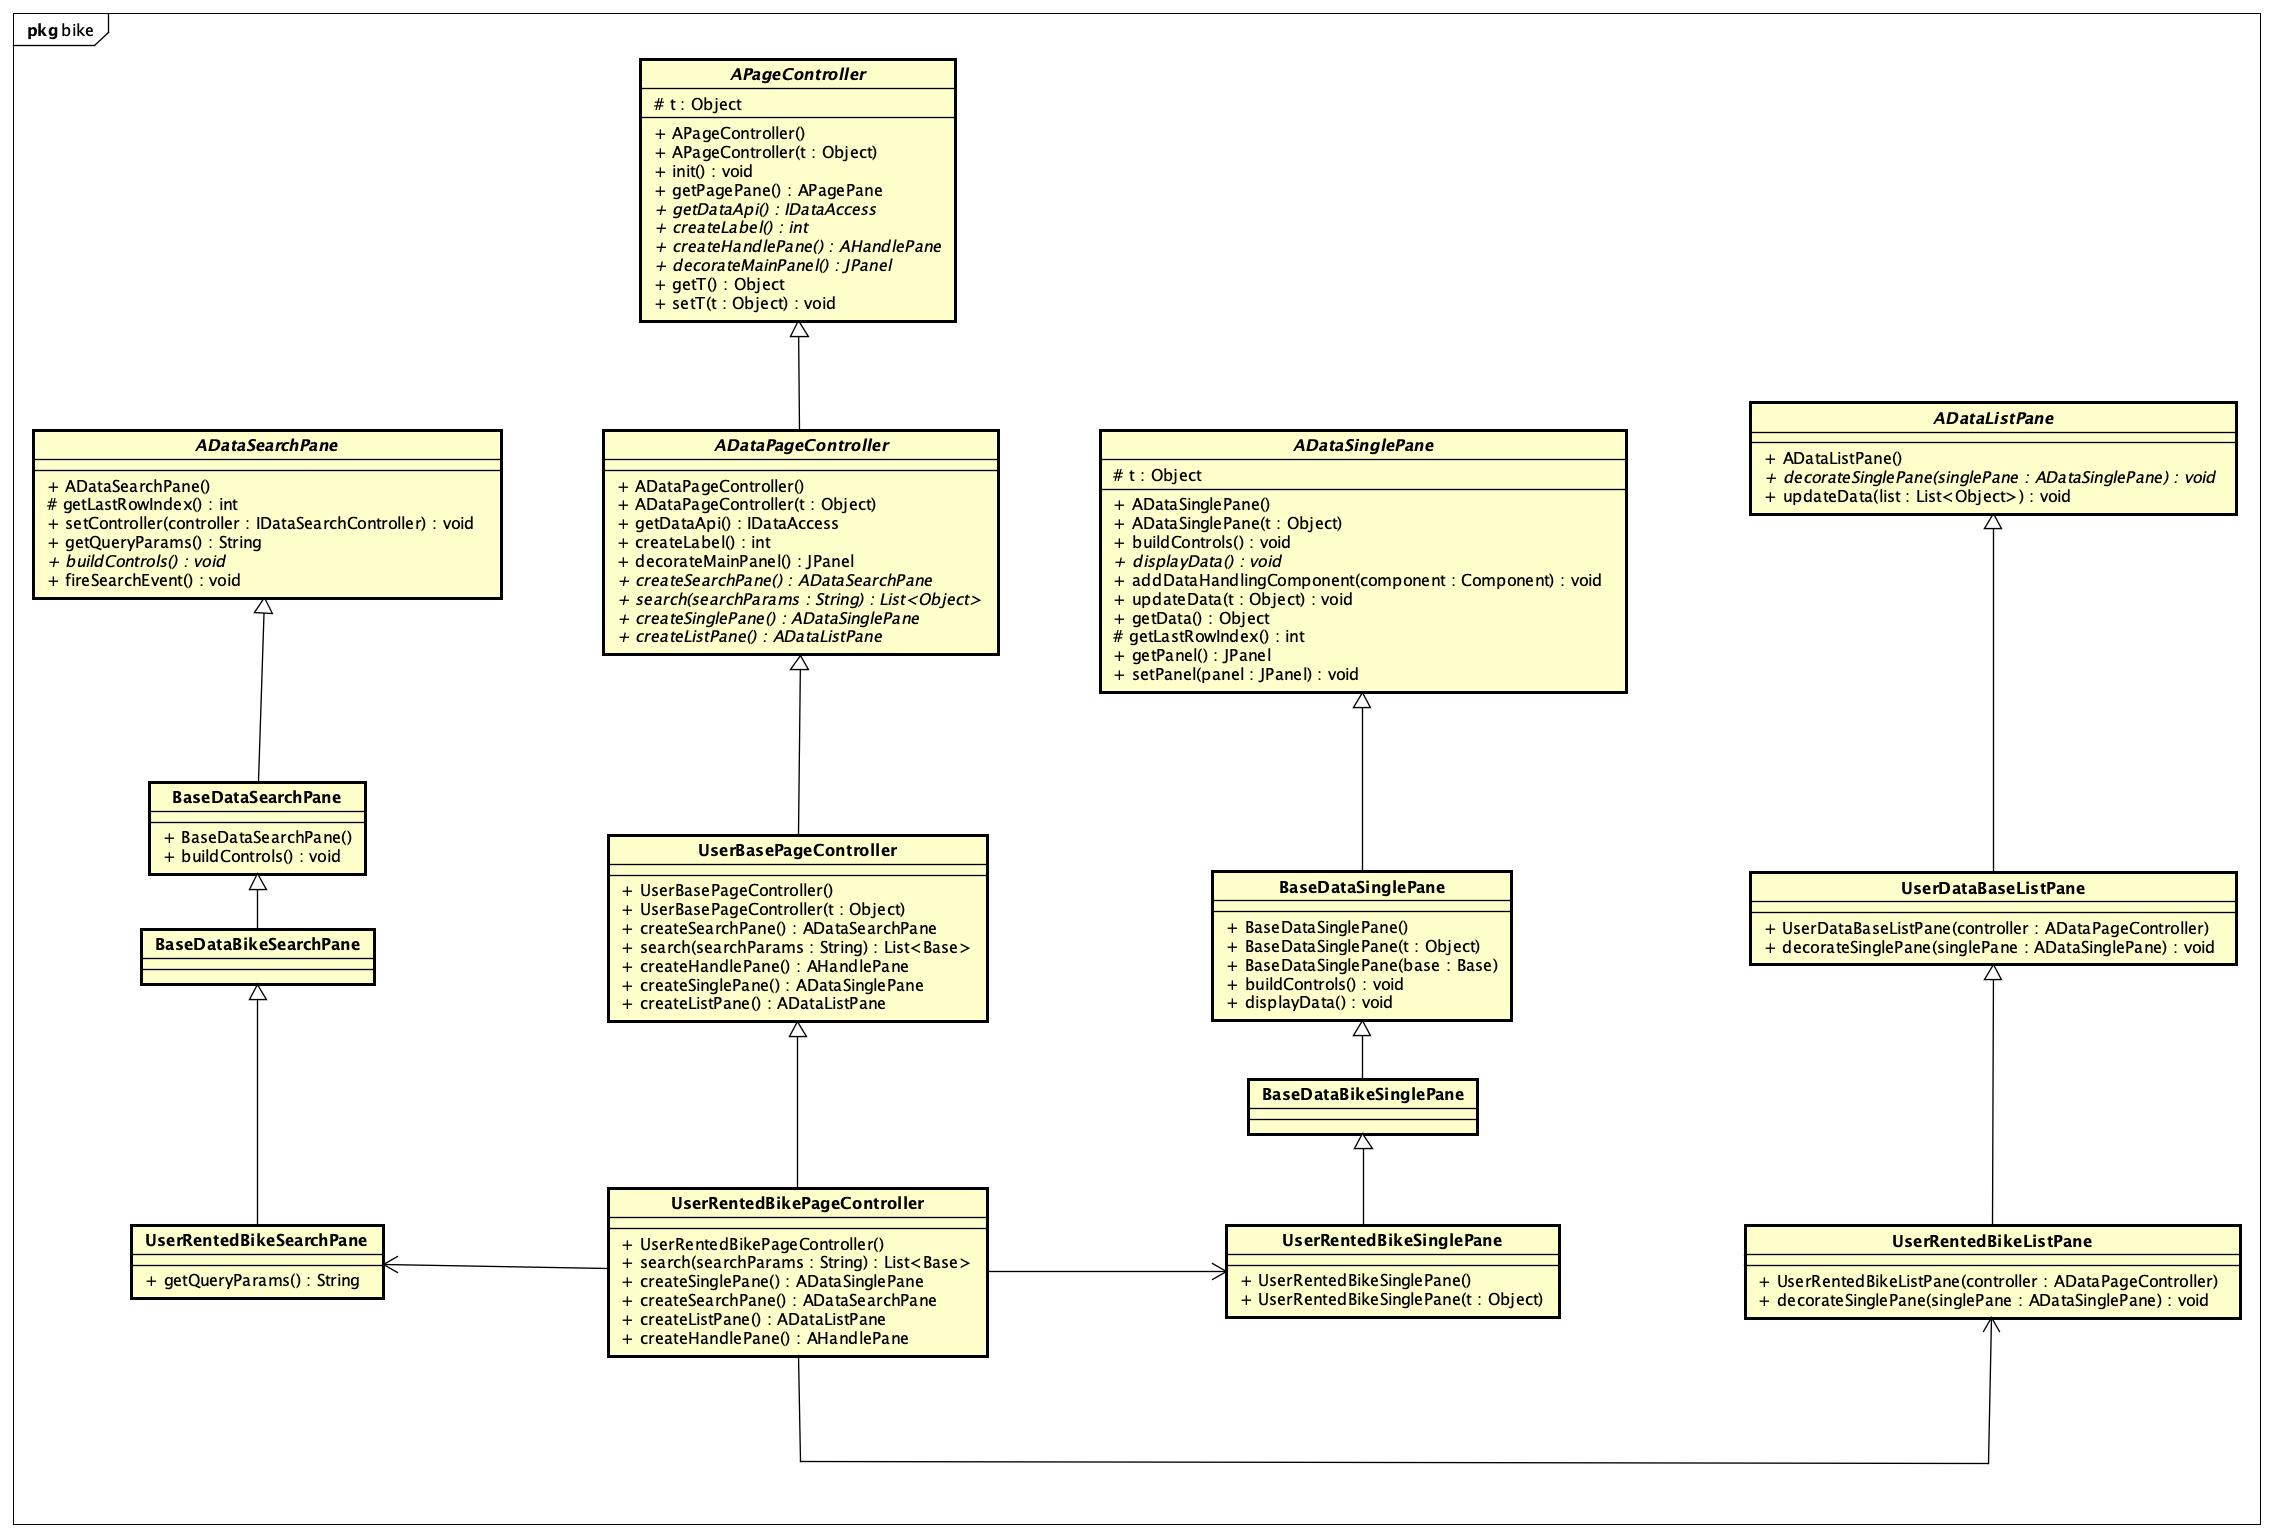 pkg bike
APageController
# t : Object
+ APageController()
+ APageController(t : Object)
+ init() : void
+ getPagePane() : APagePane
+ getDataApi() : IDataAccess
+ createLabel() : int
+ createHandlePane() : AHandlePane
+ decorateMainPanel() : JPanel
+ getT() : Object
+ setT(t : Object) : void
ADataSearchPane
+ ADataSearchPane()
# getLastRowIndex() : int
+ setController(controller : IDataSearchController) : void
+ getQueryParams() : String
+ buildControls() : void
+ fireSearchEvent() : void
ADataPageController
+ ADataPageController()
+ ADataPageController(t : Object)
+ getDataApi() : IDataAccess
+ createLabel() : int
+ decorateMainPanel() : JPanel
+ createSearchPane() : ADataSearchPane
+ search(searchParams : String) : List<Object>
+ createSinglePane() : ADataSinglePane
+ createListPane() : ADataListPane
ADataSinglePane
# t : Object
+ ADataSinglePane()
+ ADataSinglePane(t : Object)
+ buildControls() : void
+ displayData() : void
+ addDataHandlingComponent(component : Component) : void
+ updateData(t : Object) : void
+ getData() : Object
# getLastRowIndex() : int
+ getPanel() : JPanel
+ setPanel(panel : JPanel) : void
ADataListPane
+ ADataListPane()
+ decorateSinglePane(singlePane : ADataSinglePane) : void
+ updateData(list : List<Object>) : void
BaseDataSearchPane
+ BaseDataSearchPane()
+ buildControls() : void
BaseDataBikeSearchPane
UserBasePageController
+ UserBasePageController()
+ UserBasePageController(t : Object)
+ createSearchPane() : ADataSearchPane
+ search(searchParams : String) : List<Base>
+ createHandlePane() : AHandlePane
+ createSinglePane() : ADataSinglePane
+ createListPane() : ADataListPane
BaseDataSinglePane
+ BaseDataSinglePane()
+ BaseDataSinglePane(t : Object)
+ BaseDataSinglePane(base : Base)
+ buildControls() : void
+ displayData() : void
BaseDataBikeSinglePane
UserDataBaseListPane
+ UserDataBaseListPane(controller : ADataPageController)
+ decorateSinglePane(singlePane : ADataSinglePane) : void
UserRentedBikeSearchPane
+ getQueryParams() : String
UserRentedBikePageController
+ UserRentedBikePageController()
+ search(searchParams : String) : List<Base>
+ createSinglePane() : ADataSinglePane
+ createSearchPane() : ADataSearchPane
+ createListPane() : ADataListPane
+ createHandlePane() : AHandlePane
UserRentedBikeSinglePane
+ UserRentedBikeSinglePane()
+ UserRentedBikeSinglePane(t : Object)
UserRentedBikeListPane
+ UserRentedBikeListPane(controller : ADataPageController)
+ decorateSinglePane(singlePane : ADataSinglePane) : void